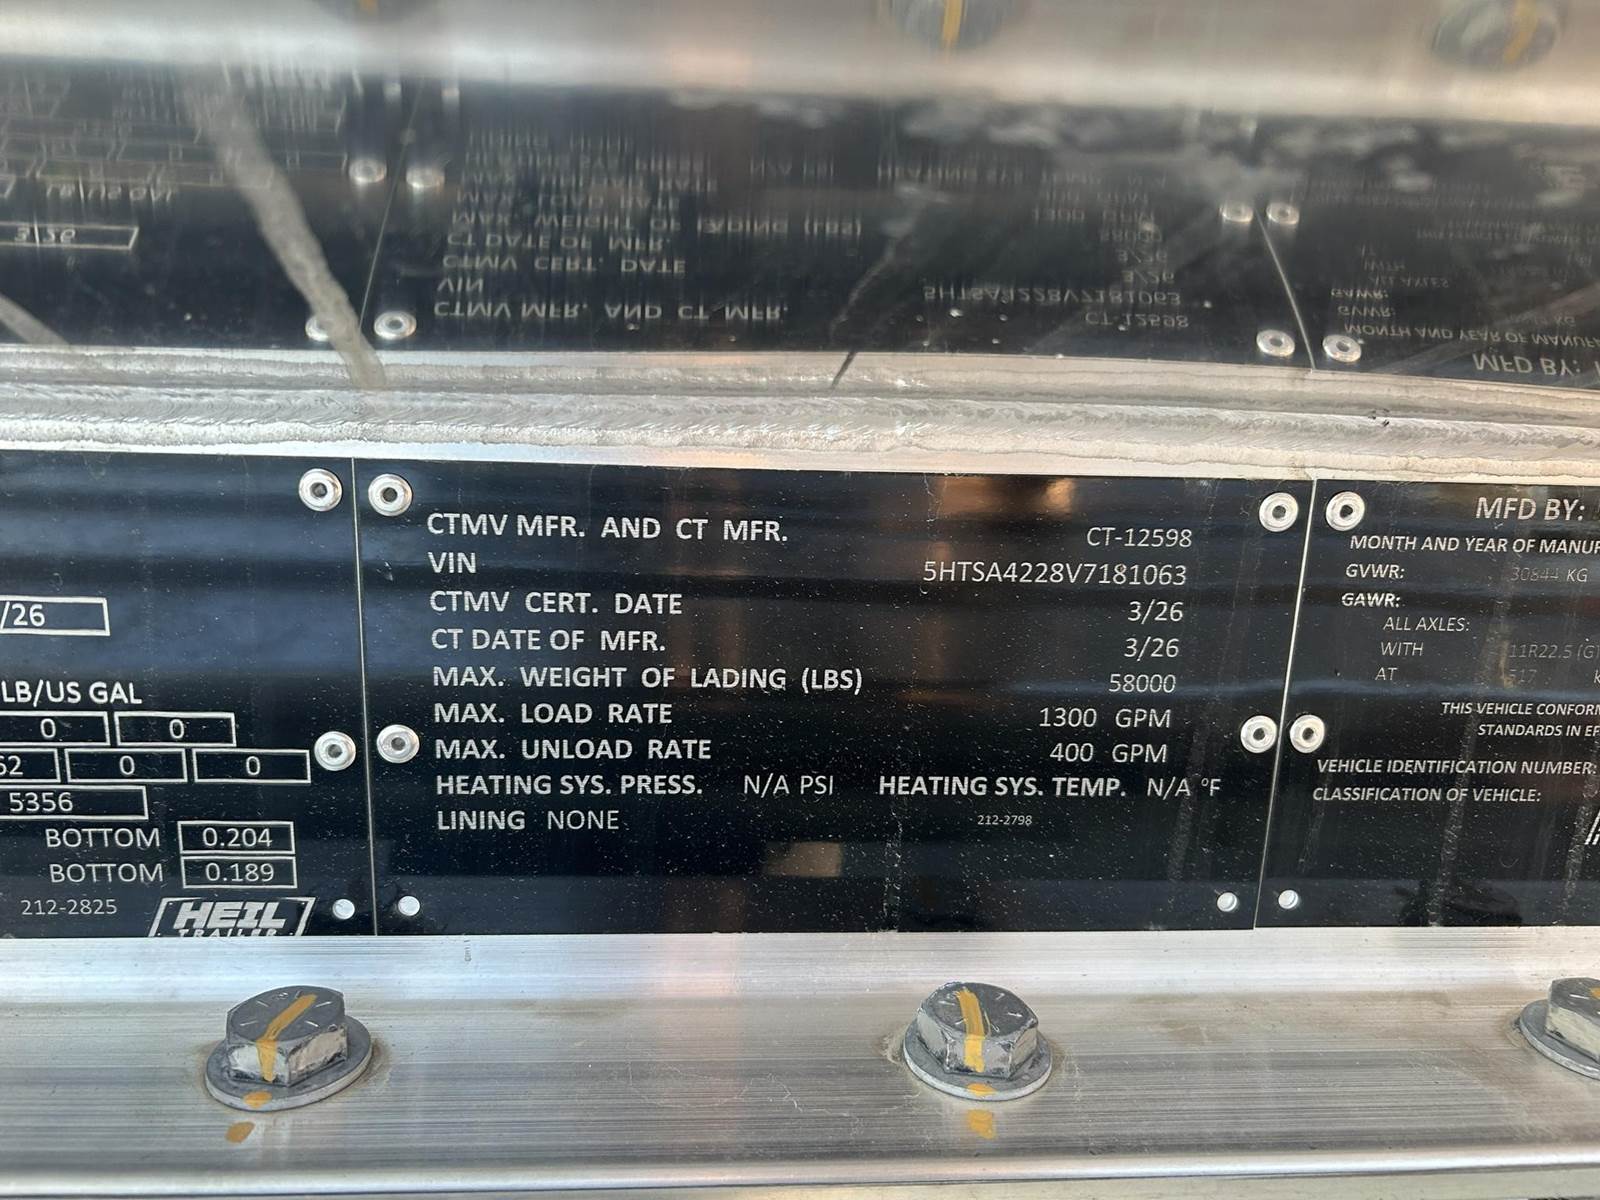 /26
LB/US GAL
0 0
62 0 0
5356
BOTTOM 0.204
BOTTOM 0.189
212-2825
HEIL
TRAILER
CTMV MFR. AND CT MFR. CT-12598
VIN 5HTSA4228V7181063
CTMV CERT. DATE 3/26
CT DATE OF MFR. 3/26
MAX. WEIGHT OF LADING (LBS) 58000
MAX. LOAD RATE 1300 GPM
MAX. UNLOAD RATE 400 GPM
HEATING SYS. PRESS. N/A PSI HEATING SYS. TEMP. N/A °F
LINING NONE
212-2798
MFD BY:
MONTH AND YEAR OF MANUF
GVWR: 30844 KG
GAWR:
ALL AXLES:
WITH 11R22.5 (G)
AT
THIS VEHICLE CONFORM
STANDARDS IN EF
VEHICLE IDENTIFICATION NUMBER:
CLASSIFICATION OF VEHICLE: